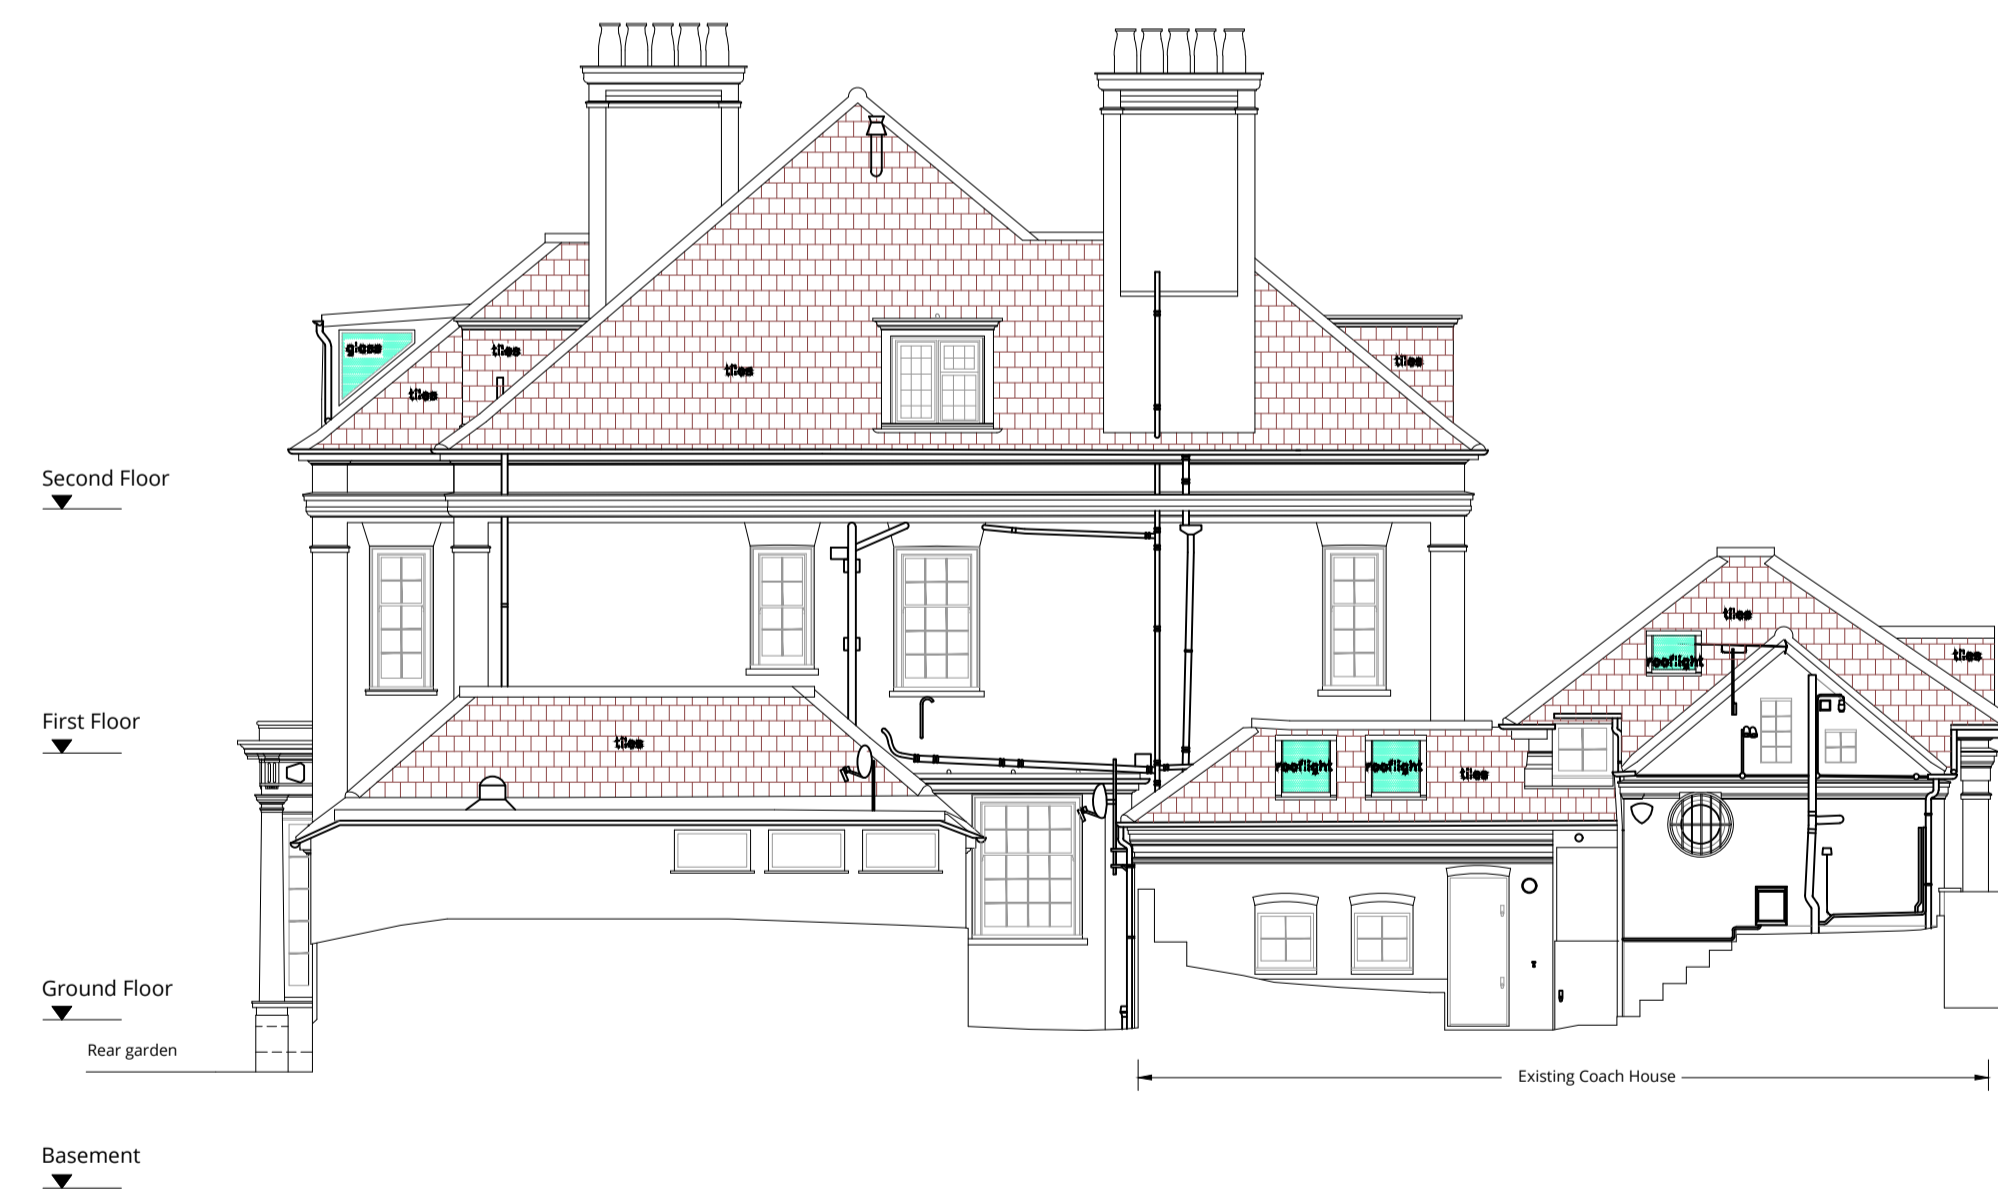 glass
tiles
tiles
tiles
tiles
Second Floor
tiles
rooflight
tiles
First Floor
tiles
rooflight
rooflight
tiles
Ground Floor
Rear garden
Existing Coach House
Basement